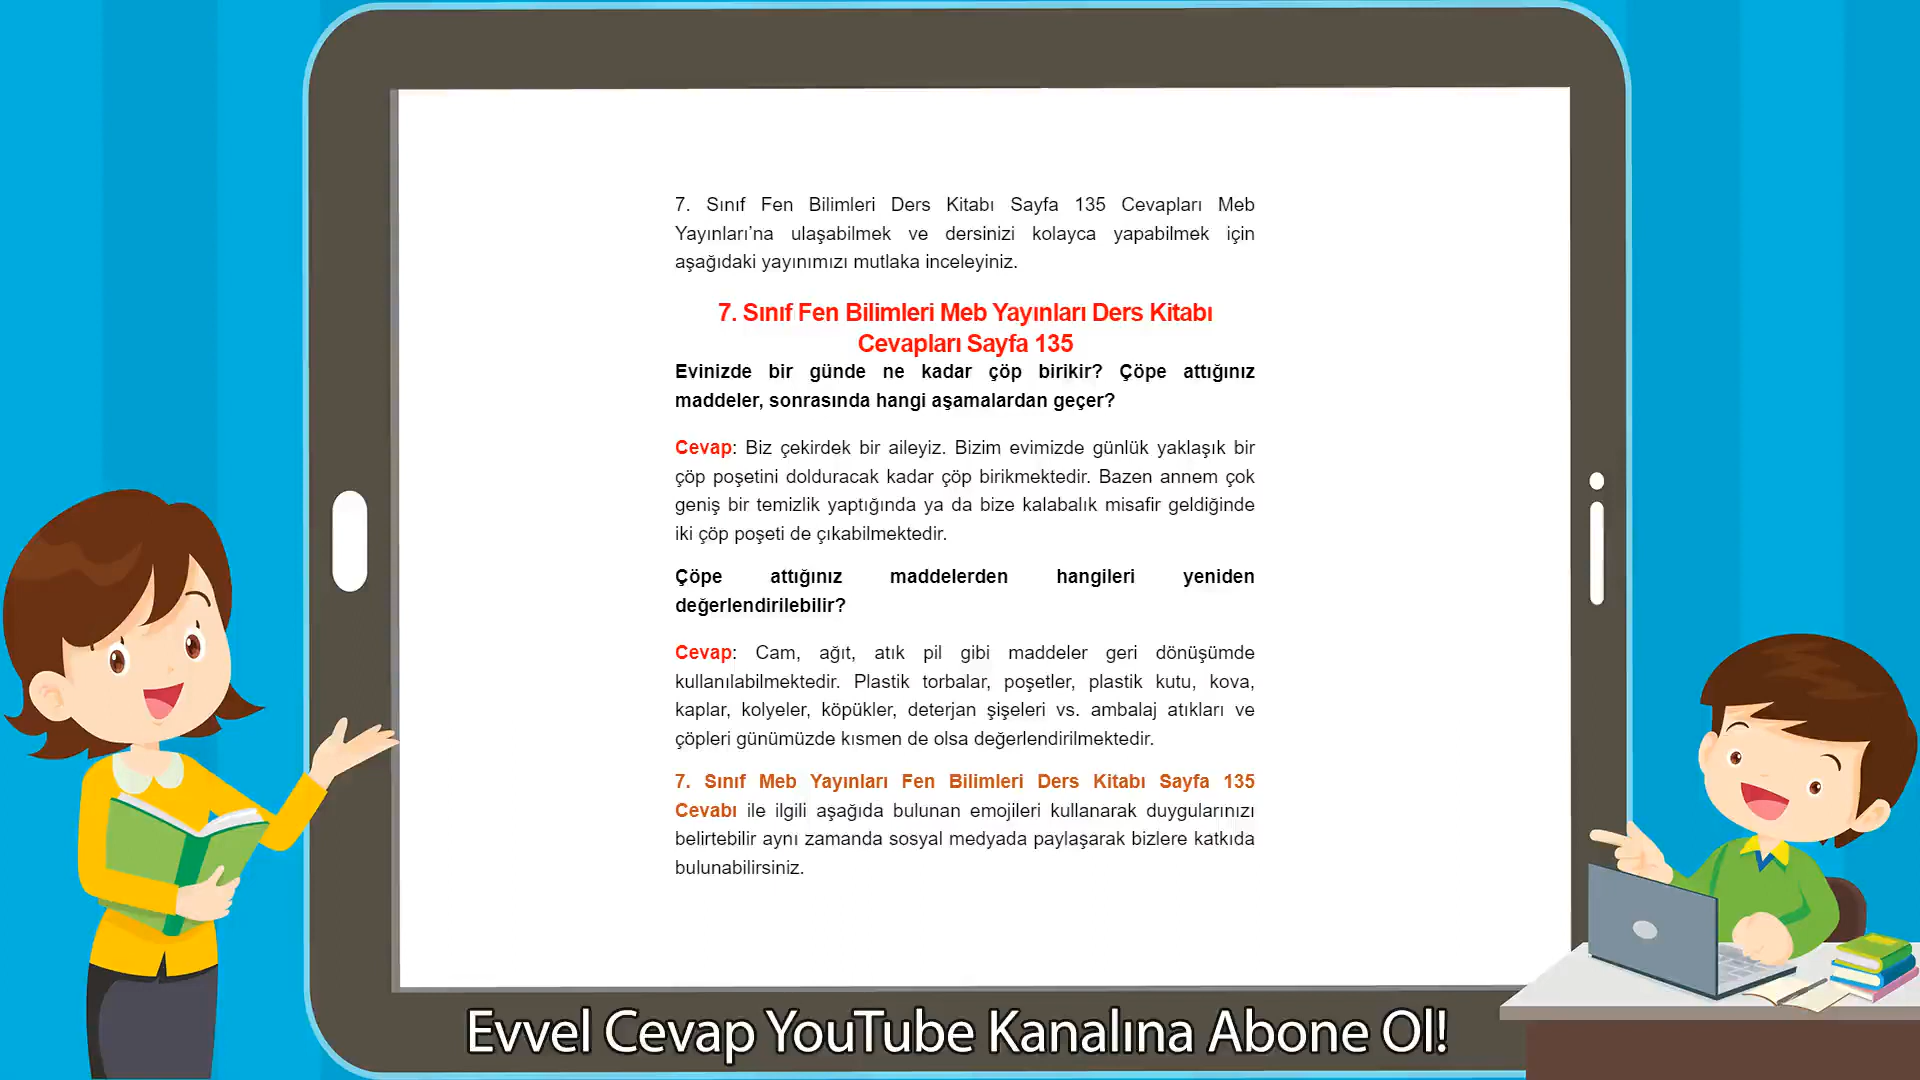 7. Sınıf Fen Bilimleri Ders Kitabı Sayfa 135 Cevapları Meb
Yayınları’na ulaşabilmek ve dersinizi kolayca yapabilmek için
aşağıdaki yayınımızı mutlaka inceleyiniz.
7. Sınıf Fen Bilimleri Meb Yayınları Ders Kitabı
Cevapları Sayfa 135
Evinizde bir günde ne kadar çöp birikir? Çöpe attığınız
maddeler, sonrasında hangi aşamalardan geçer?
Cevap: Biz çekirdek bir aileyiz. Bizim evimizde günlük yaklaşık bir
çöp poşetini dolduracak kadar çöp birikmektedir. Bazen annem çok
geniş bir temizlik yaptığında ya da bize kalabalık misafir geldiğinde
iki çöp poşeti de çıkabilmektedir.
Çöpe attığınız maddelerden hangileri yeniden
değerlendirilebilir?
Cevap: Cam, ağıt, atık pil gibi maddeler geri dönüşümde
kullanılabilmektedir. Plastik torbalar, poşetler, plastik kutu, kova,
kaplar, kolyeler, köpükler, deterjan şişeleri vs. ambalaj atıkları ve
çöpleri günümüzde kısmen de olsa değerlendirilmektedir.
7. Sınıf Meb Yayınları Fen Bilimleri Ders Kitabı Sayfa 135
Cevabı ile ilgili aşağıda bulunan emojileri kullanarak duygularınızı
belirtebilir aynı zamanda sosyal medyada paylaşarak bizlere katkıda
bulunabilirsiniz.
Evvel Cevap YouTube Kanalına Abone Ol!